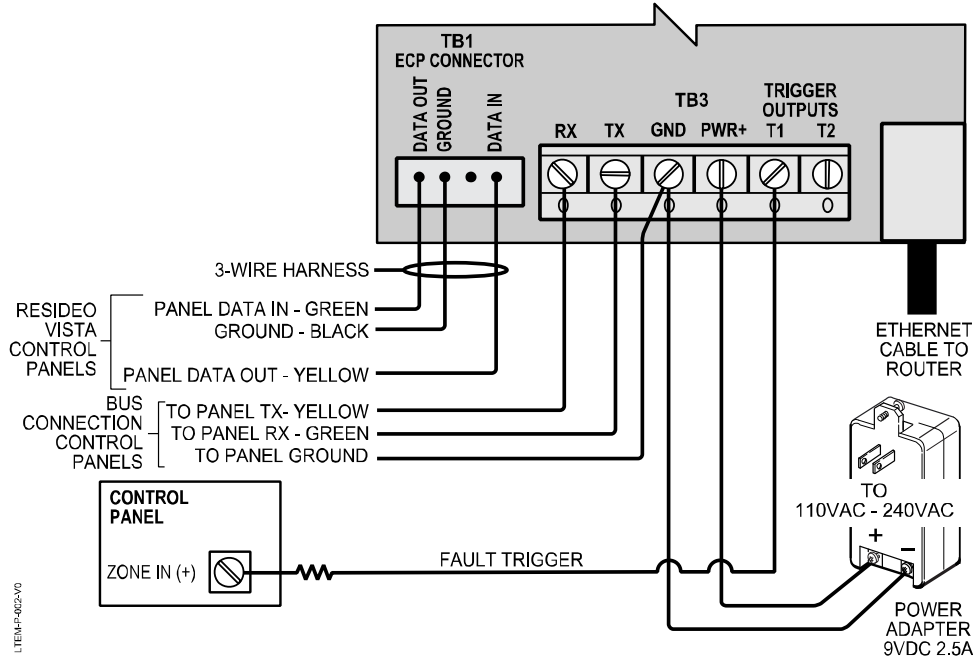 TB1
ECP CONNECTOR
DATA OUT
GROUND
DATA IN
TB3
TRIGGER
OUTPUTS
RX TX GND PWR+ T1 T2
3-WIRE HARNESS
RESIDEO
VISTA
CONTROL
PANELS
PANEL DATA IN - GREEN
GROUND - BLACK
PANEL DATA OUT - YELLOW
BUS
CONNECTION
CONTROL
PANELS
TO PANEL TX- YELLOW
TO PANEL RX - GREEN
TO PANEL GROUND
ETHERNET
CABLE TO
ROUTER
CONTROL
PANEL
ZONE IN (+)
FAULT TRIGGER
TO
110VAC - 240VAC
+ –
POWER
ADAPTER
9VDC 2.5A
LTEM-P-002-V0